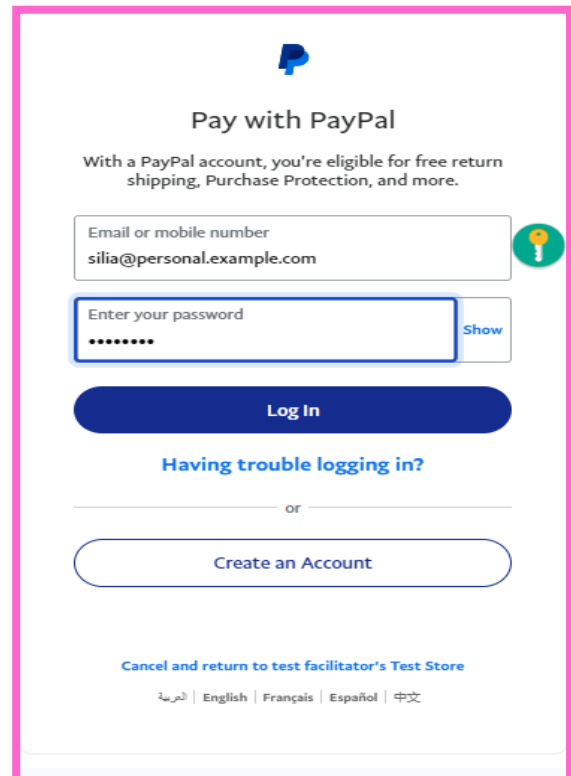 Pay with PayPal
With a PayPal account, you're eligible for free return
shipping, Purchase Protection, and more.
Email or mobile number
silia@personal.example.com
Enter your password
••••••••
Show
Log In
Having trouble logging in?
or
Create an Account
Cancel and return to test facilitator's Test Store
العربية | English | Français | Español | 中文